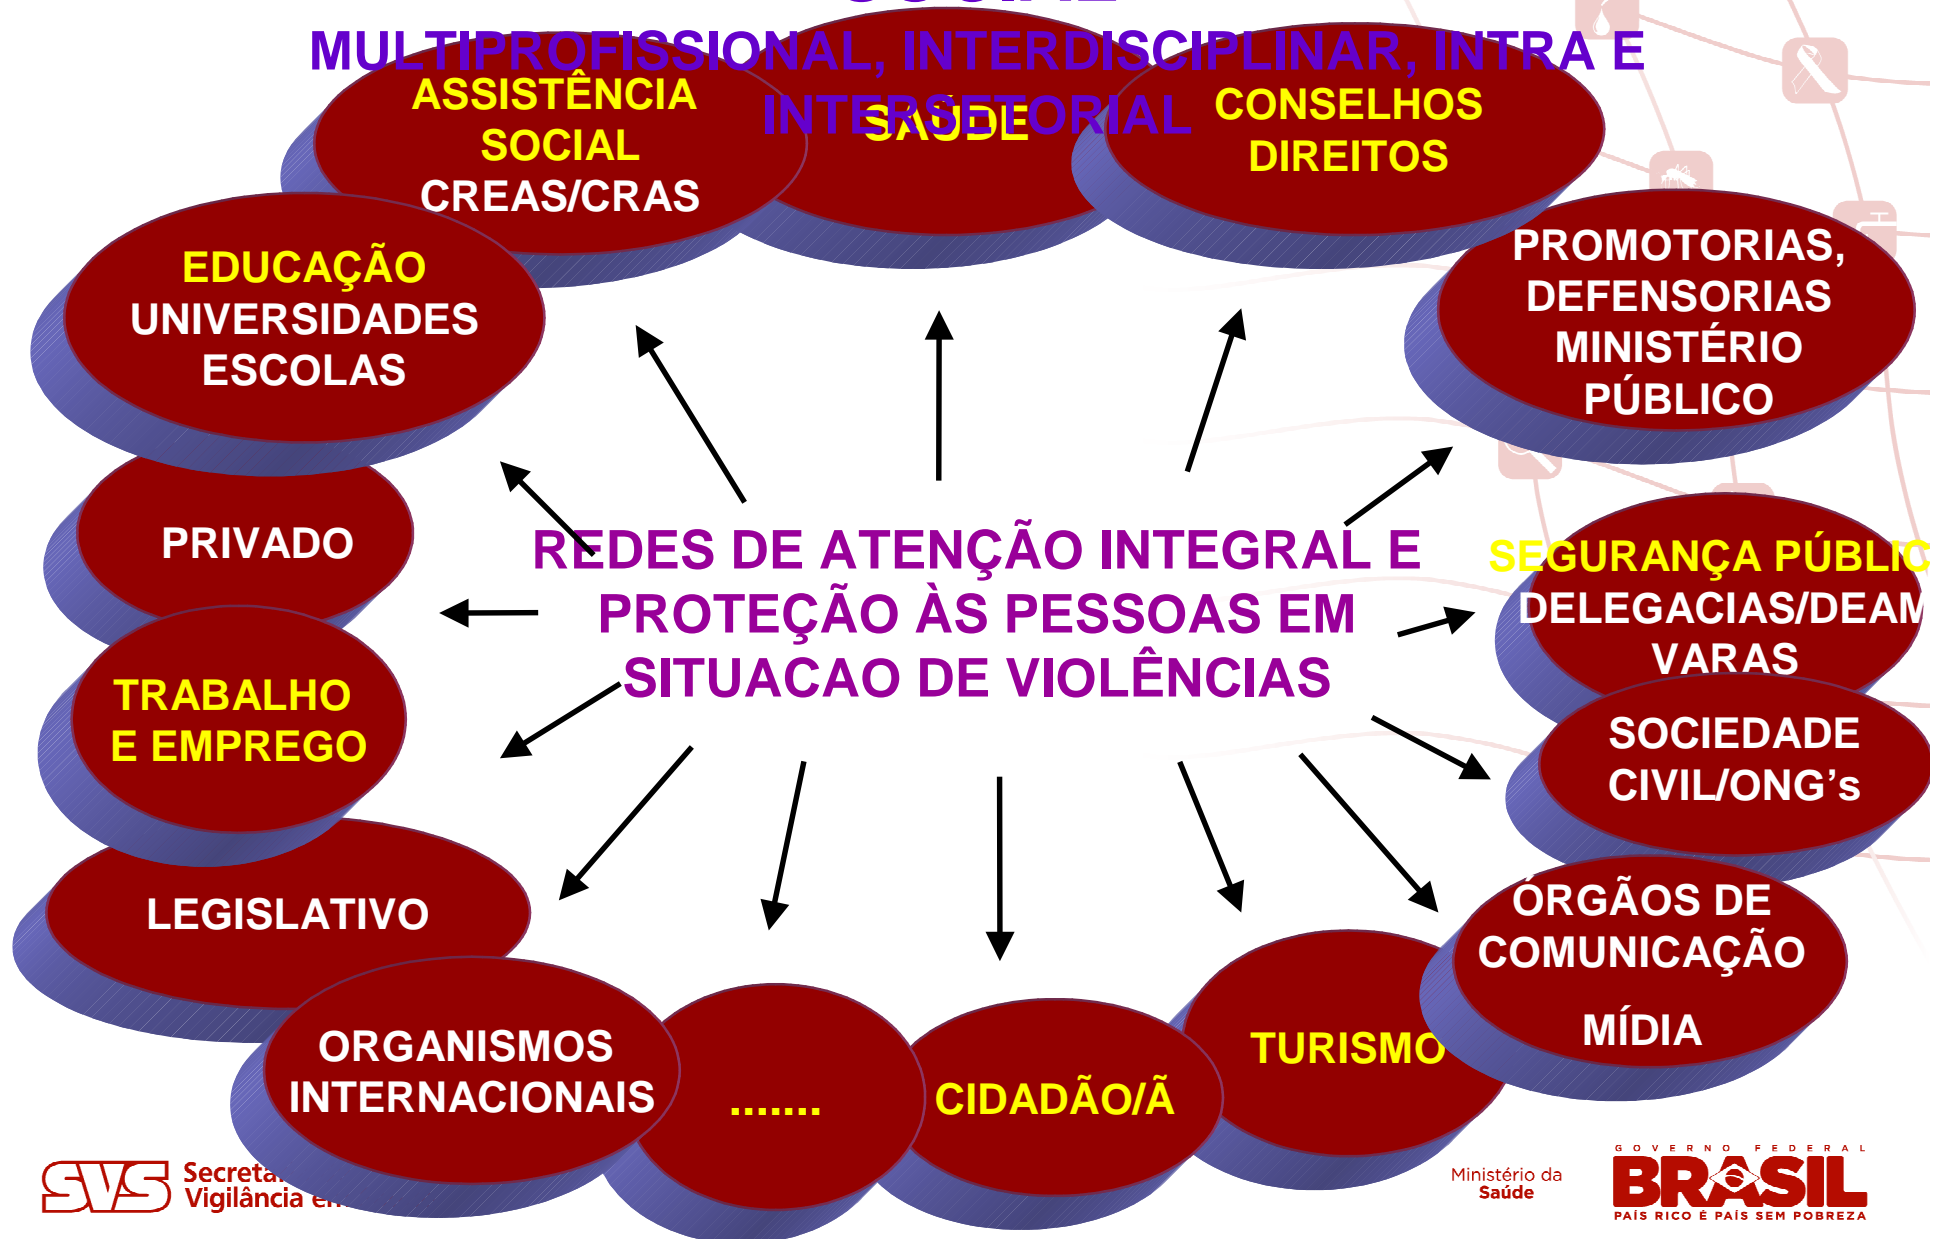 MULTIPROFISSIONAL, INTERDISCIPLINAR, INTRA E
INTERSETORIAL
ASSISTÊNCIA
SOCIAL
CREAS/CRAS
SAÚDE
CONSELHOS
DIREITOS
EDUCAÇÃO
UNIVERSIDADES
ESCOLAS
PROMOTORIAS,
DEFENSORIAS
MINISTÉRIO
PÚBLICO
PRIVADO
REDES DE ATENÇÃO INTEGRAL E
PROTEÇÃO ÀS PESSOAS EM
SITUACAO DE VIOLÊNCIAS
SEGURANÇA PÚBLIC
DELEGACIAS/DEAM
VARAS
TRABALHO
E EMPREGO
SOCIEDADE
CIVIL/ONG’s
LEGISLATIVO
ÓRGÃOS DE
COMUNICAÇÃO
MÍDIA
ORGANISMOS
INTERNACIONAIS
.......
CIDADÃO/Ã
TURISMO
SVS
Vigilância
Ministério da
Saúde
GOVERNO FEDERAL
BRASIL
PAÍS RICO É PAÍS SEM POBREZA